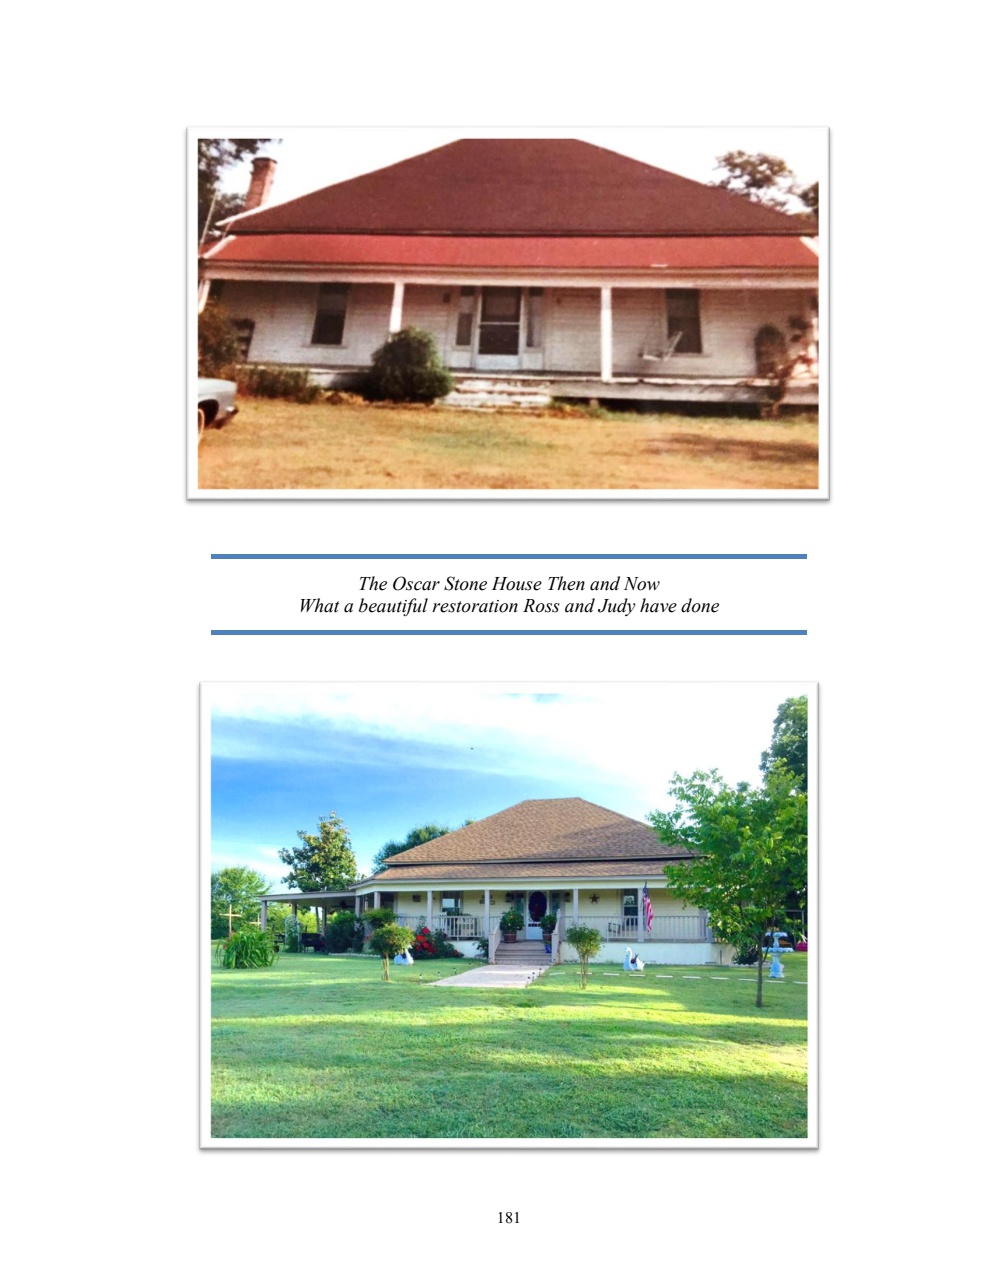 The Oscar Stone House Then and Now
What a beautiful restoration Ross and Judy have done
181